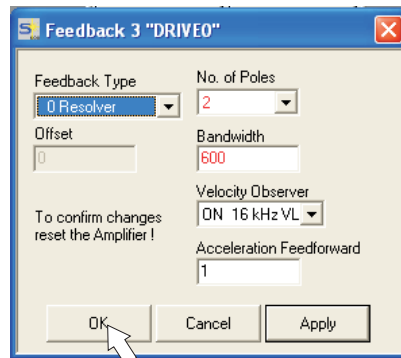 S Feedback 3 "DRIVE0"
Feedback Type
0 Resolver
Offset
0
To confirm changes
reset the Amplifier !
No. of Poles
2
Bandwidth
600
Velocity Observer
ON 16 kHz VL
Acceleration Feedforward
1
OK
Cancel
Apply